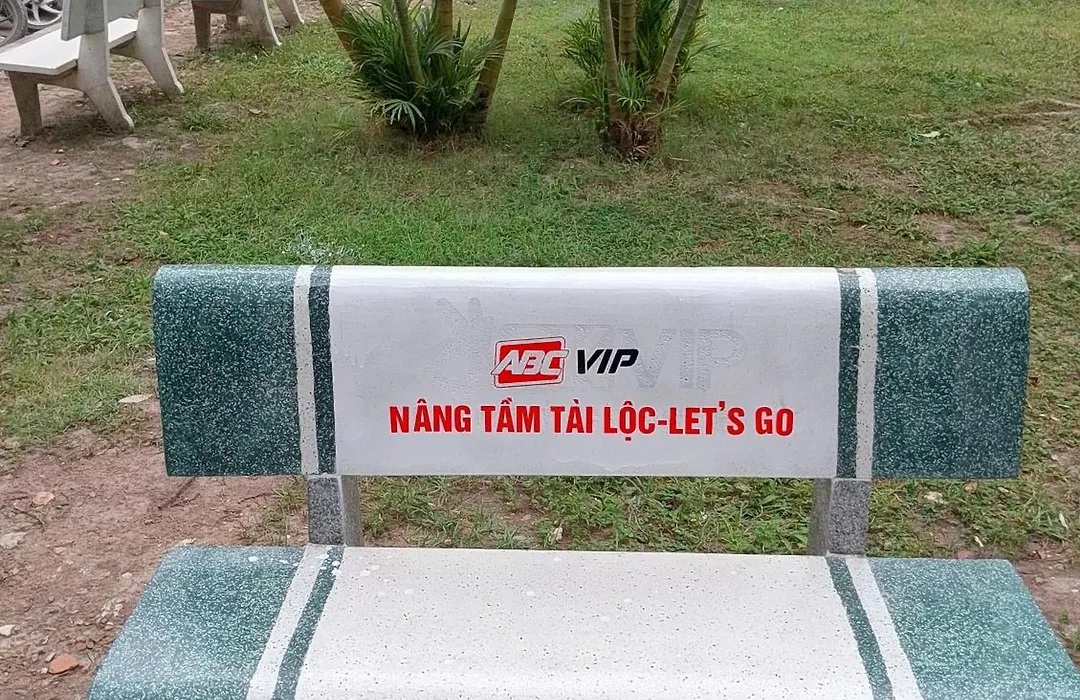 ABC VIP
NÂNG TẦM TÀI LỘC-LET'S GO